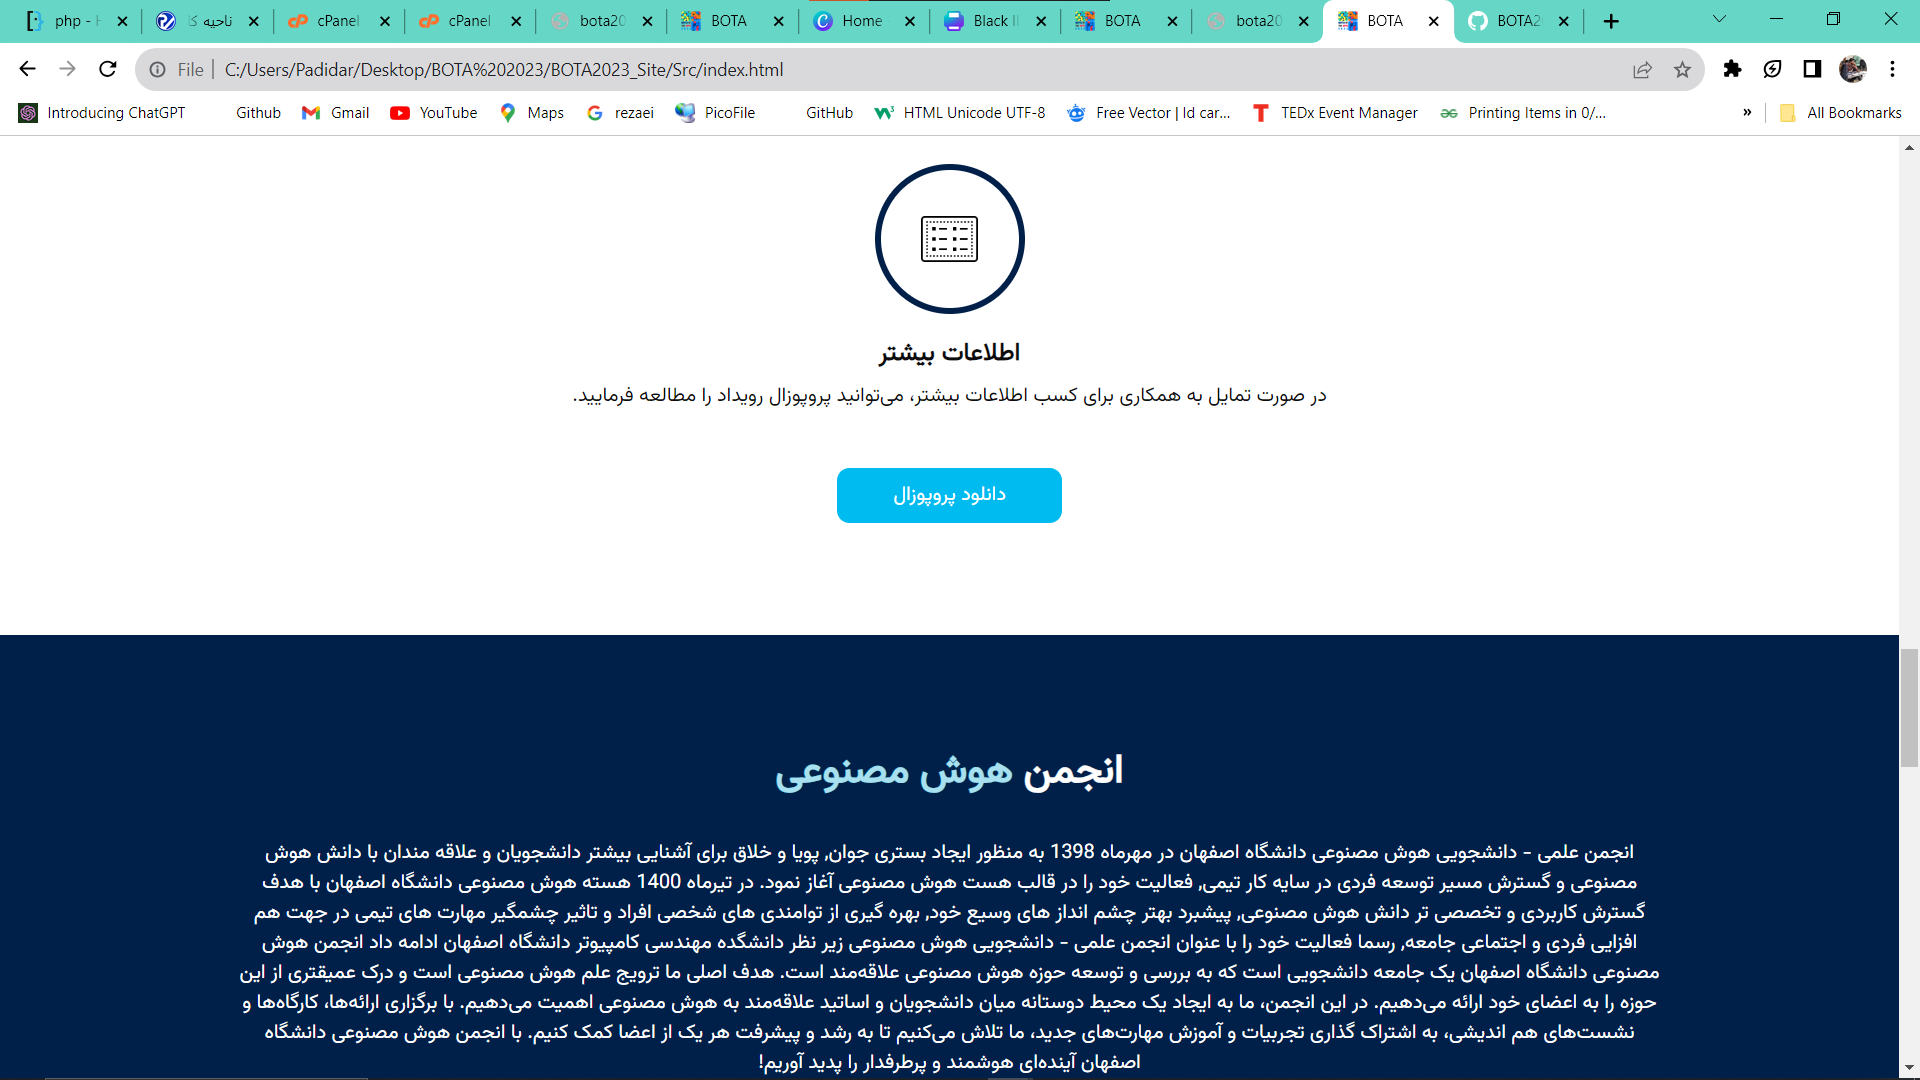 php - H
ناحیه کا
cPanel
cPanel
bota20
BOTA
Home
Black II
BOTA
bota20
BOTA
BOTA2
File
C:/Users/Padidar/Desktop/BOTA%202023/BOTA2023_Site/Src/index.html
Introducing ChatGPT
Github
Gmail
YouTube
Maps
rezaei
PicoFile
GitHub
HTML Unicode UTF-8
Free Vector | Id car...
TEDx Event Manager
Printing Items in 0/...
»
All Bookmarks
اطلاعات بیشتر
در صورت تمایل به همکاری برای کسب اطلاعات بیشتر، می‌توانید پروپوزال رویداد را مطالعه فرمایید.
دانلود پروپوزال
انجمن هوش مصنوعی
انجمن علمی - دانشجویی هوش مصنوعی دانشگاه اصفهان در مهرماه 1398 به منظور ایجاد بستری جوان, پویا و خلاق برای آشنایی بیشتر دانشجویان و علاقه مندان با دانش هوش
مصنوعی و گسترش مسیر توسعه فردی در سایه کار تیمی, فعالیت خود را در قالب هست هوش مصنوعی آغاز نمود. در تیرماه 1400 هسته هوش مصنوعی دانشگاه اصفهان با هدف
گسترش کاربردی و تخصصی تر دانش هوش مصنوعی, پیشبرد بهتر چشم انداز های وسیع خود, بهره گیری از توامندی های شخصی افراد و تاثیر چشمگیر مهارت های تیمی در جهت هم
افزایی فردی و اجتماعی جامعه, رسما فعالیت خود را با عنوان انجمن علمی - دانشجویی هوش مصنوعی زیر نظر دانشگده مهندسی کامپیوتر دانشگاه اصفهان ادامه داد انجمن هوش
مصنوعی دانشگاه اصفهان یک جامعه دانشجویی است که به بررسی و توسعه حوزه هوش مصنوعی علاقه‌مند است. هدف اصلی ما ترویج علم هوش مصنوعی است و درک عمیقتری از این
حوزه را به اعضای خود ارائه می‌دهیم. در این انجمن، ما به ایجاد یک محیط دوستانه میان دانشجویان و اساتید علاقه‌مند به هوش مصنوعی اهمیت می‌دهیم. با برگزاری ارائه‌ها، کارگاه‌ها و
نشست‌های هم اندیشی، به اشتراک گذاری تجربیات و آموزش مهارت‌های جدید، ما تلاش می‌کنیم تا به رشد و پیشرفت هر یک از اعضا کمک کنیم. با انجمن هوش مصنوعی دانشگاه
اصفهان آینده‌ای هوشمند و پرطرفدار را پدید آوریم!